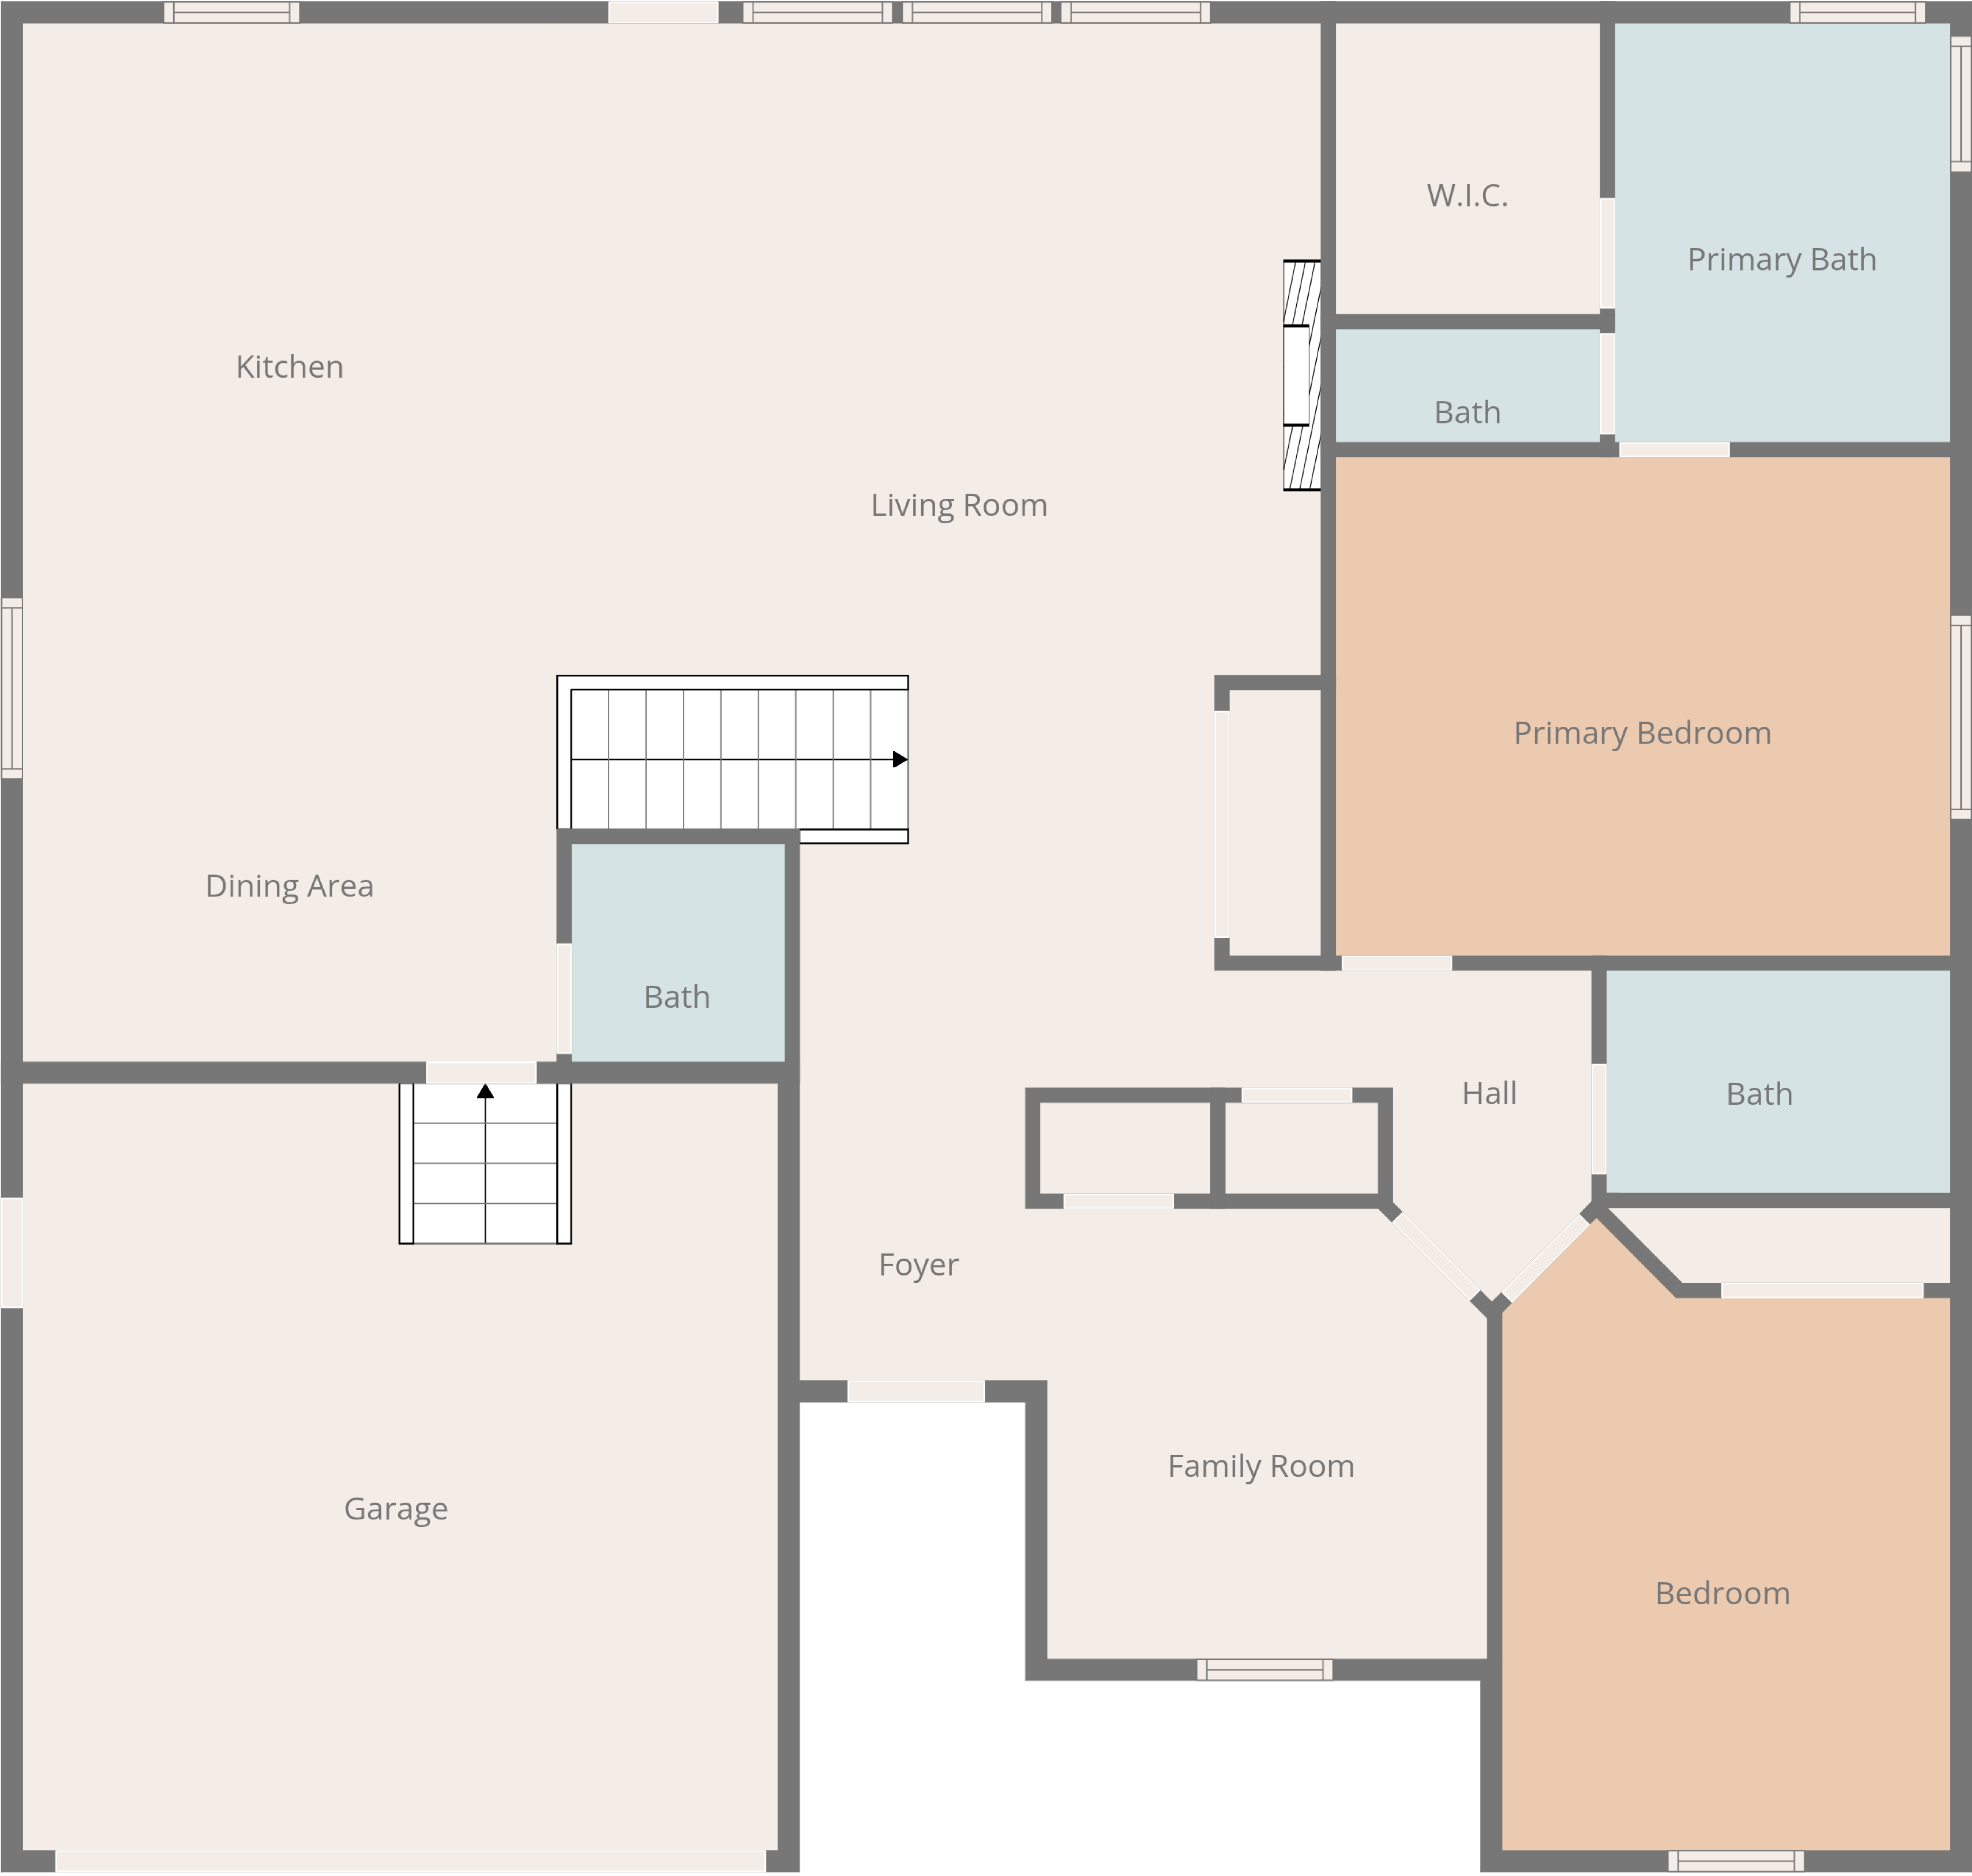 W.I.C.
Primary Bath
Kitchen
Bath
Living Room
Primary Bedroom
Dining Area
Bath
Hall
Bath
Foyer
Family Room
Garage
Bedroom